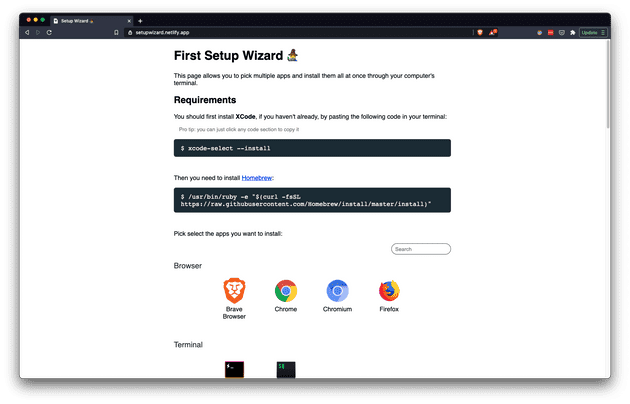 Setup Wizard
setupwizard.netlify.app
Update
First Setup Wizard
This page allows you to pick multiple apps and install them all at once through your computer's
terminal.
Requirements
You should first install XCode, if you haven't already, by pasting the following code in your terminal:
Pro tip: you can just click any code section to copy it
$ xcode-select --install
Then you need to install Homebrew:
$ /usr/bin/ruby -e "$(curl -fsSL
https://raw.githubusercontent.com/Homebrew/install/master/install)"
Pick select the apps you want to install:
Search
Browser
Brave
Browser
Chrome
Chromium
Firefox
Terminal